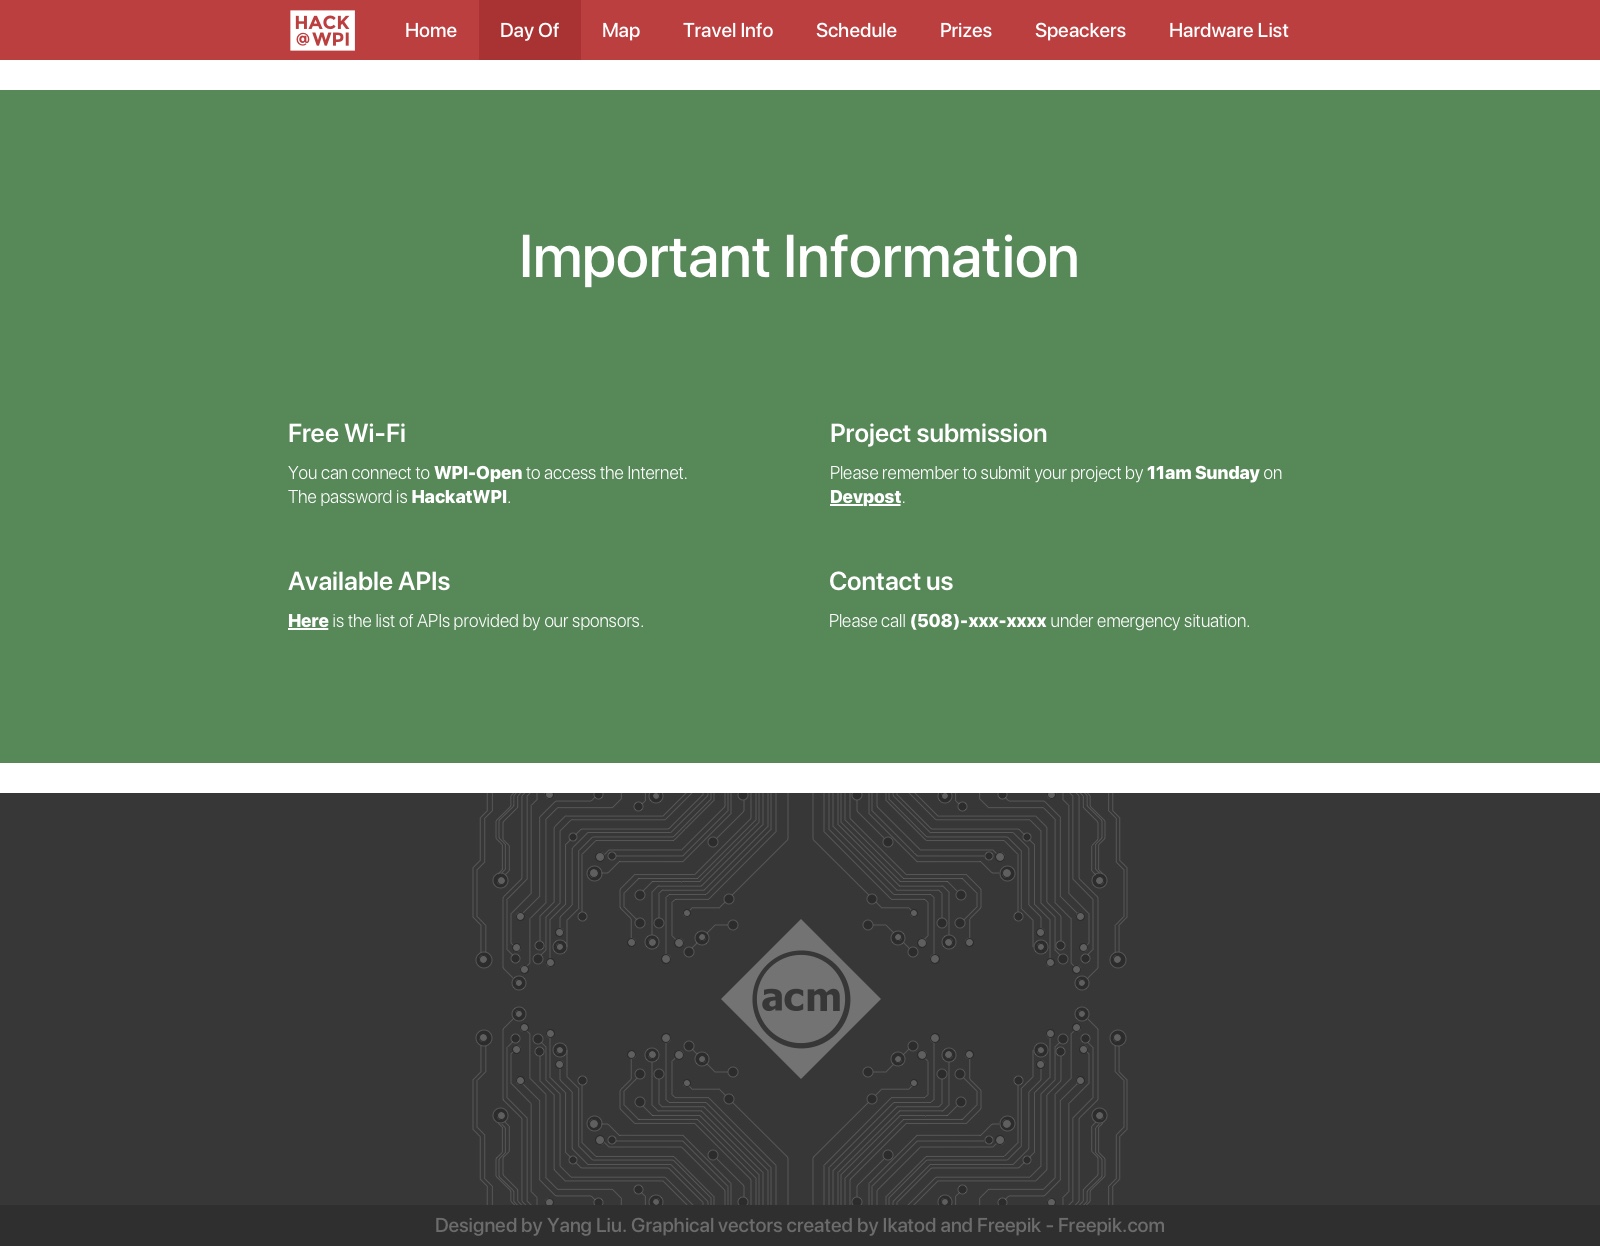 HACK
@ WPI
Home
Day Of
Map
Travel Info
Schedule
Prizes
Speackers
Hardware List
Important Information
Free Wi-Fi
You can connect to WPI-Open to access the Internet.
The password is HackatWPI.
Project submission
Please remember to submit your project by 11am Sunday on
Devpost.
Available APIs
Here is the list of APIs provided by our sponsors.
Contact us
Please call (508)-xxx-xxxx under emergency situation.
acm
Designed by Yang Liu. Graphical vectors created by Ikatod and Freepik - Freepik.com